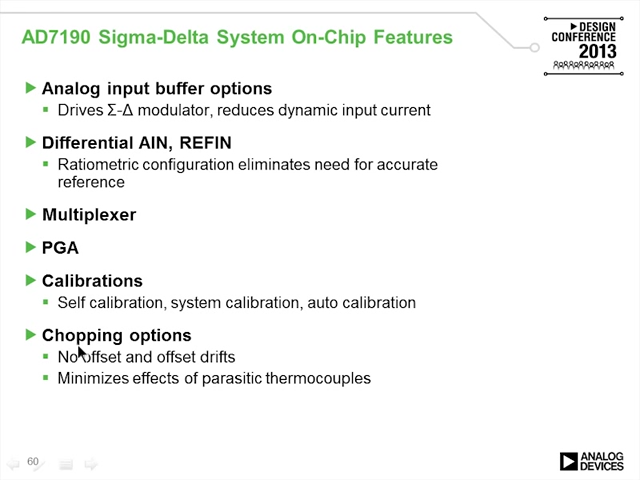 AD7190 Sigma-Delta System On-Chip Features
DESIGN
CONFERENCE
2013
Analog input buffer options
Drives Σ-Δ modulator, reduces dynamic input current
Differential AIN, REFIN
Ratiometric configuration eliminates need for accurate
reference
Multiplexer
PGA
Calibrations
Self calibration, system calibration, auto calibration
Chopping options
No offset and offset drifts
Minimizes effects of parasitic thermocouples
60
ANALOG
DEVICES